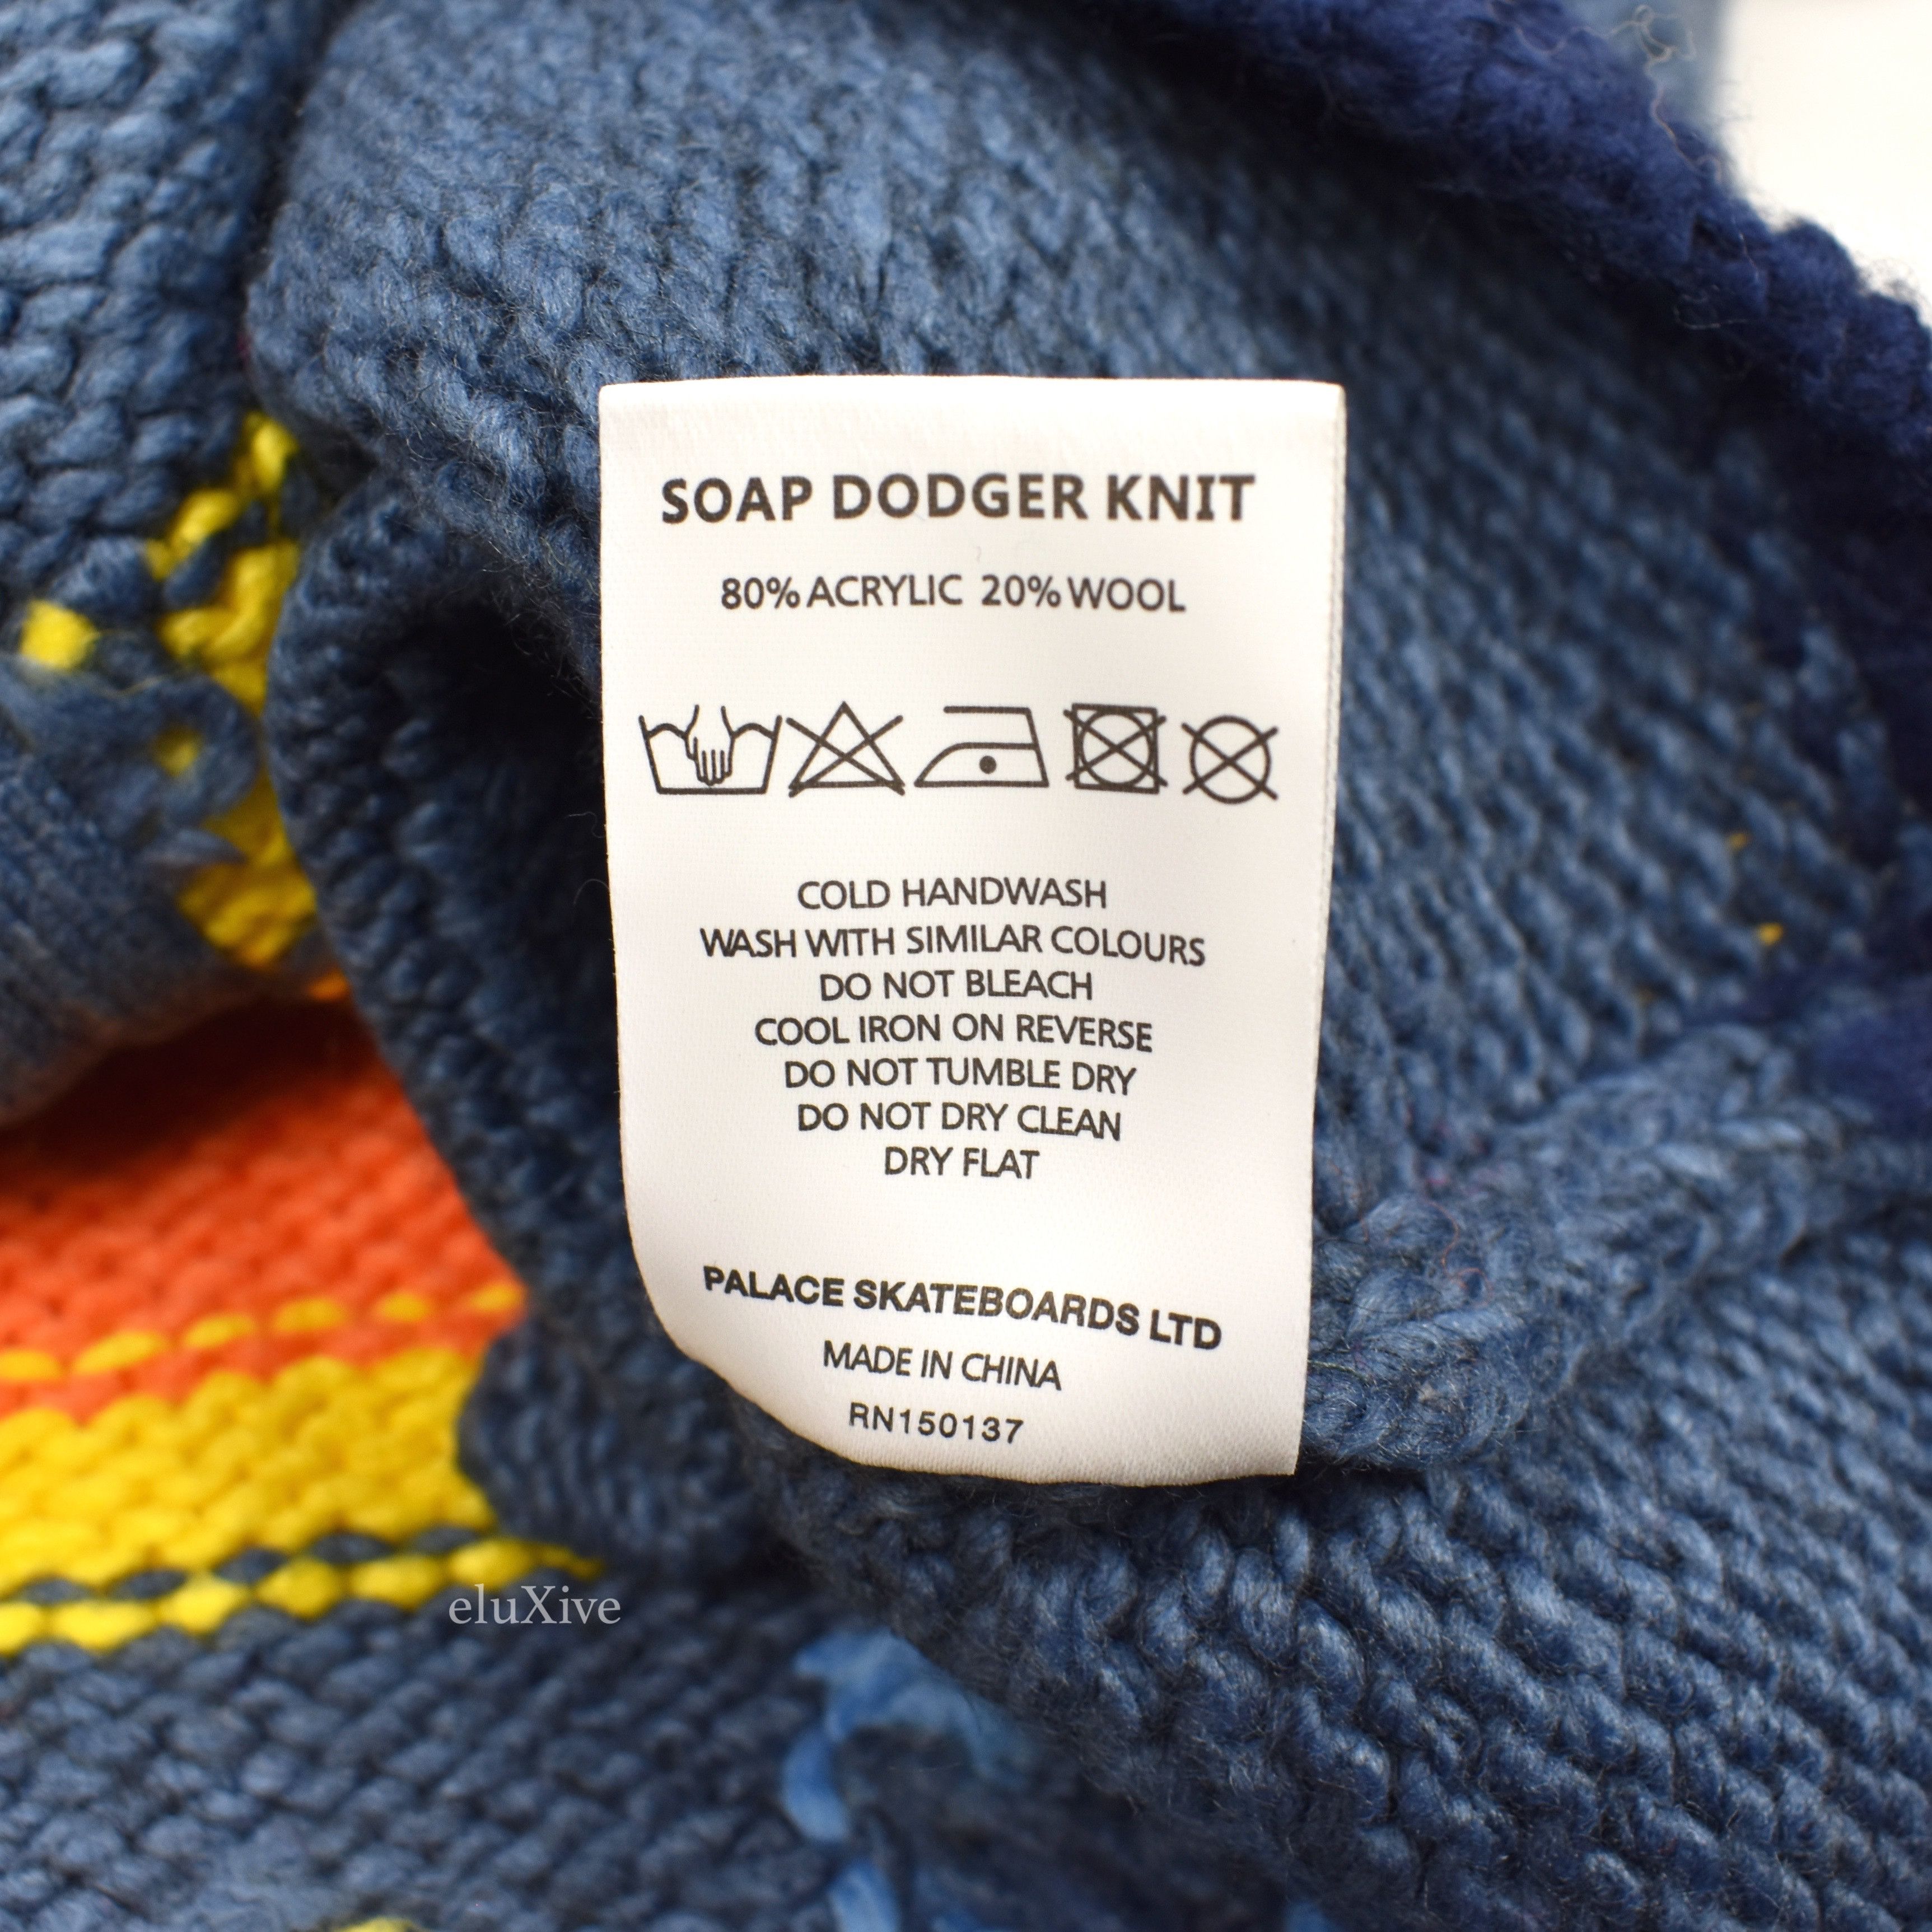 SOAP DODGER KNIT
80% ACRYLIC 20% WOOL
COLD HANDWASH
WASH WITH SIMILAR COLOURS
DO NOT BLEACH
COOL IRON ON REVERSE
DO NOT TUMBLE DRY
DO NOT DRY CLEAN
DRY FLAT
PALACE SKATEBOARDS LTD
MADE IN CHINA
RN150137
eluXive